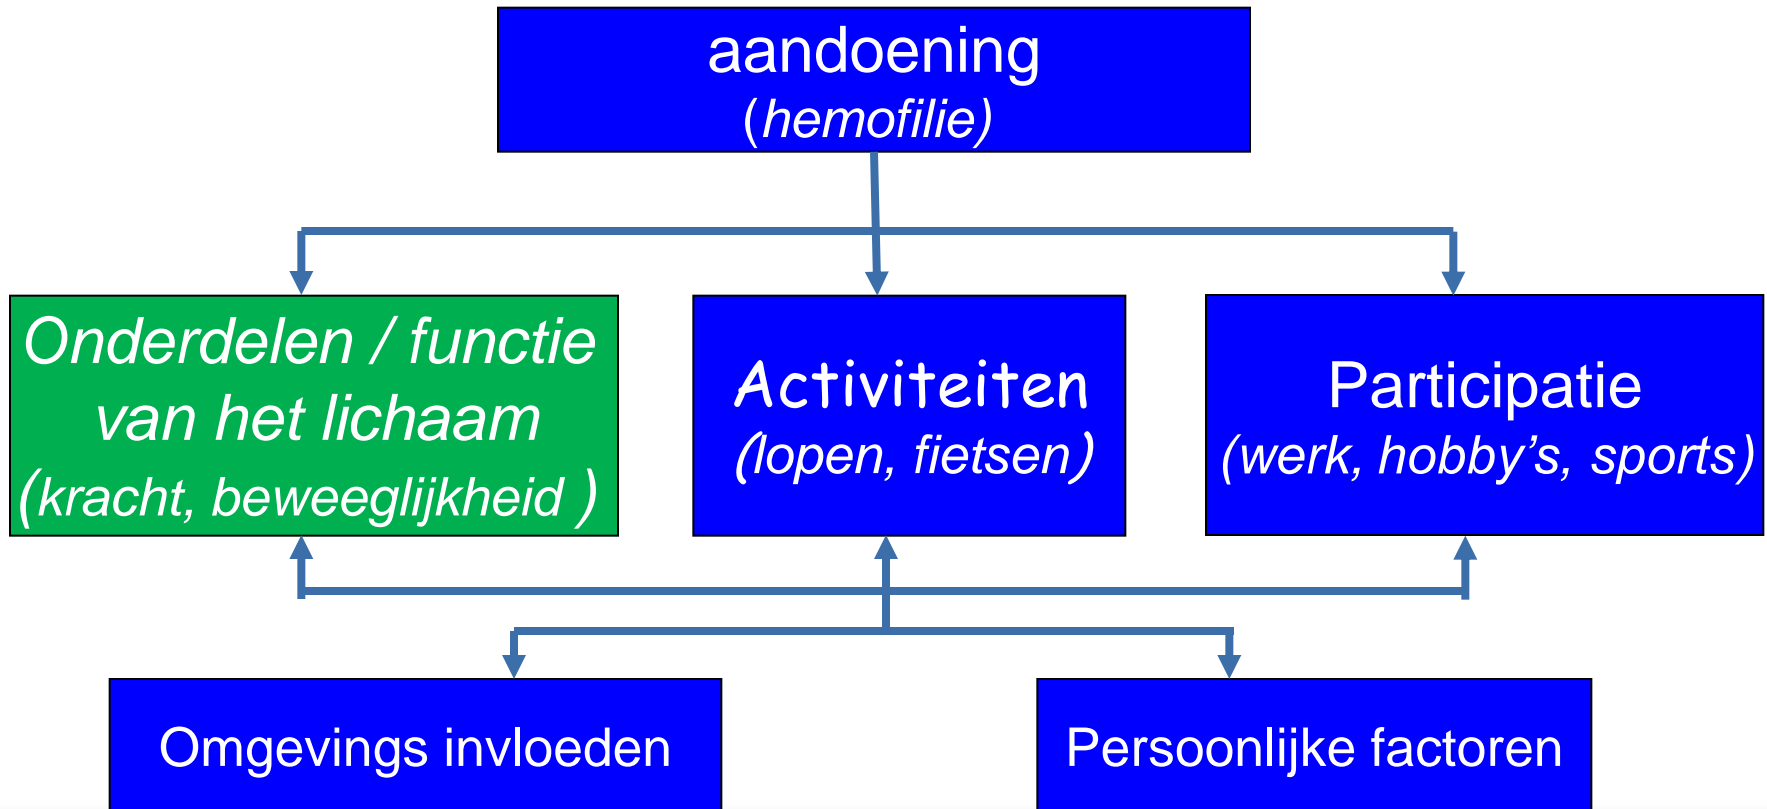 aandoening
(hemofilie)
Onderdelen / functie
van het lichaam
(kracht, beweeglijkheid )
Activiteiten
(lopen, fietsen)
Participatie
(werk, hobby’s, sports)
Omgevings invloeden
Persoonlijke factoren